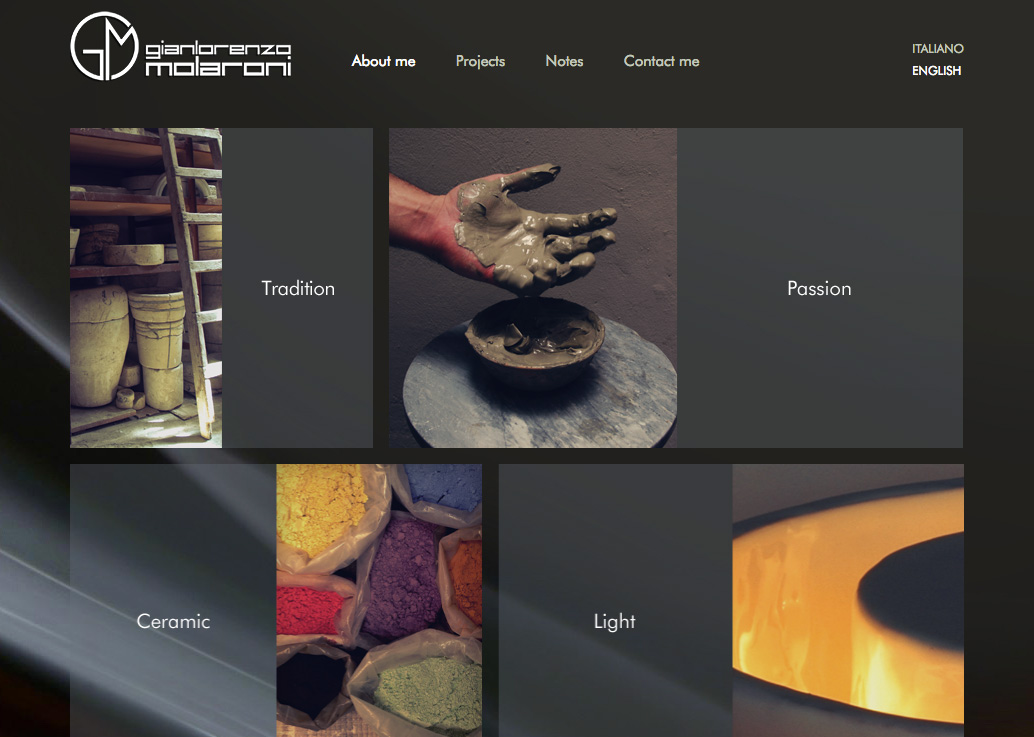 GM
gianlorenzo
molaroni
About me
Projects
Notes
Contact me
ITALIANO
ENGLISH
Tradition
Passion
Ceramic
Light